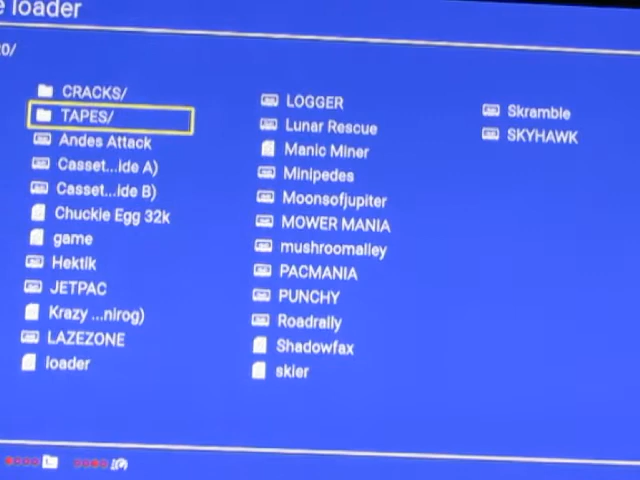 e loader
20/
CRACKS/
TAPES/
Andes Attack
Casset...ide A)
Casset...ide B)
Chuckie Egg 32k
game
Hektik
JETPAC
Krazy ...nirog)
LAZEZONE
loader
LOGGER
Lunar Rescue
Manic Miner
Minipedes
Moonsofjupiter
MOWER MANIA
mushroomalley
PACMANIA
PUNCHY
Roadrally
Shadowfax
skier
Skramble
SKYHAWK